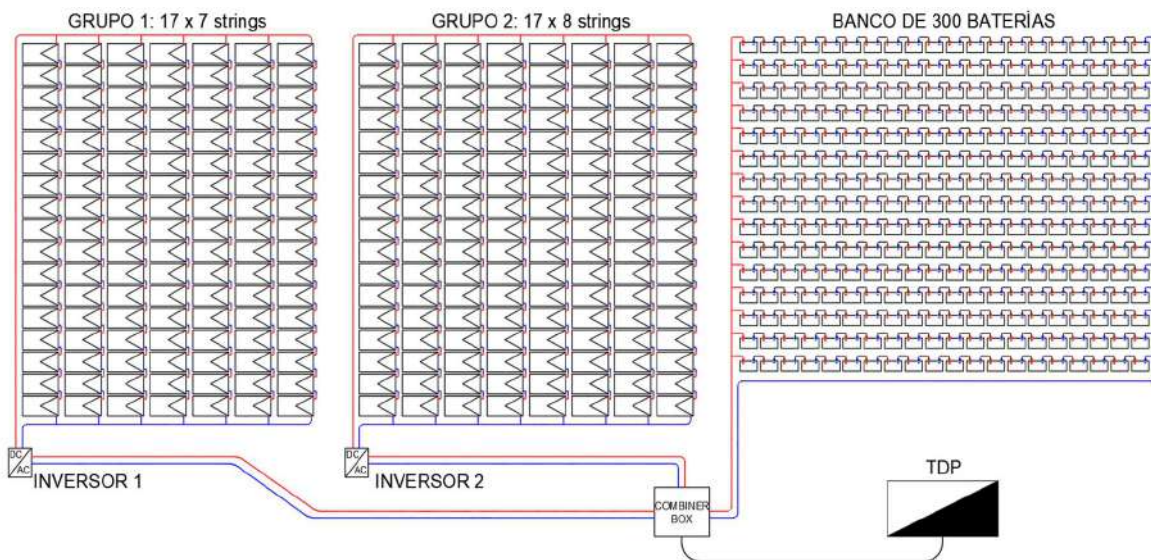 GRUPO 1: 17 x 7 strings
GRUPO 2: 17 x 8 strings
BANCO DE 300 BATERÍAS
DC
AC
INVERSOR 1
DC
AC
INVERSOR 2
COMBINER
BOX
TDP